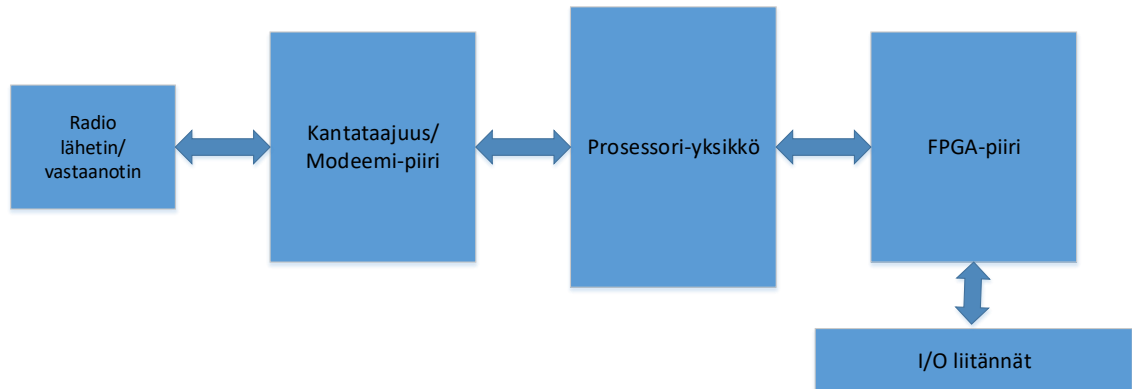 Radio
lähetin/
vastaanotin
Kantataajuus/
Modeemi-piiri
Prosessori-yksikkö
FPGA-piiri
I/O liitännät